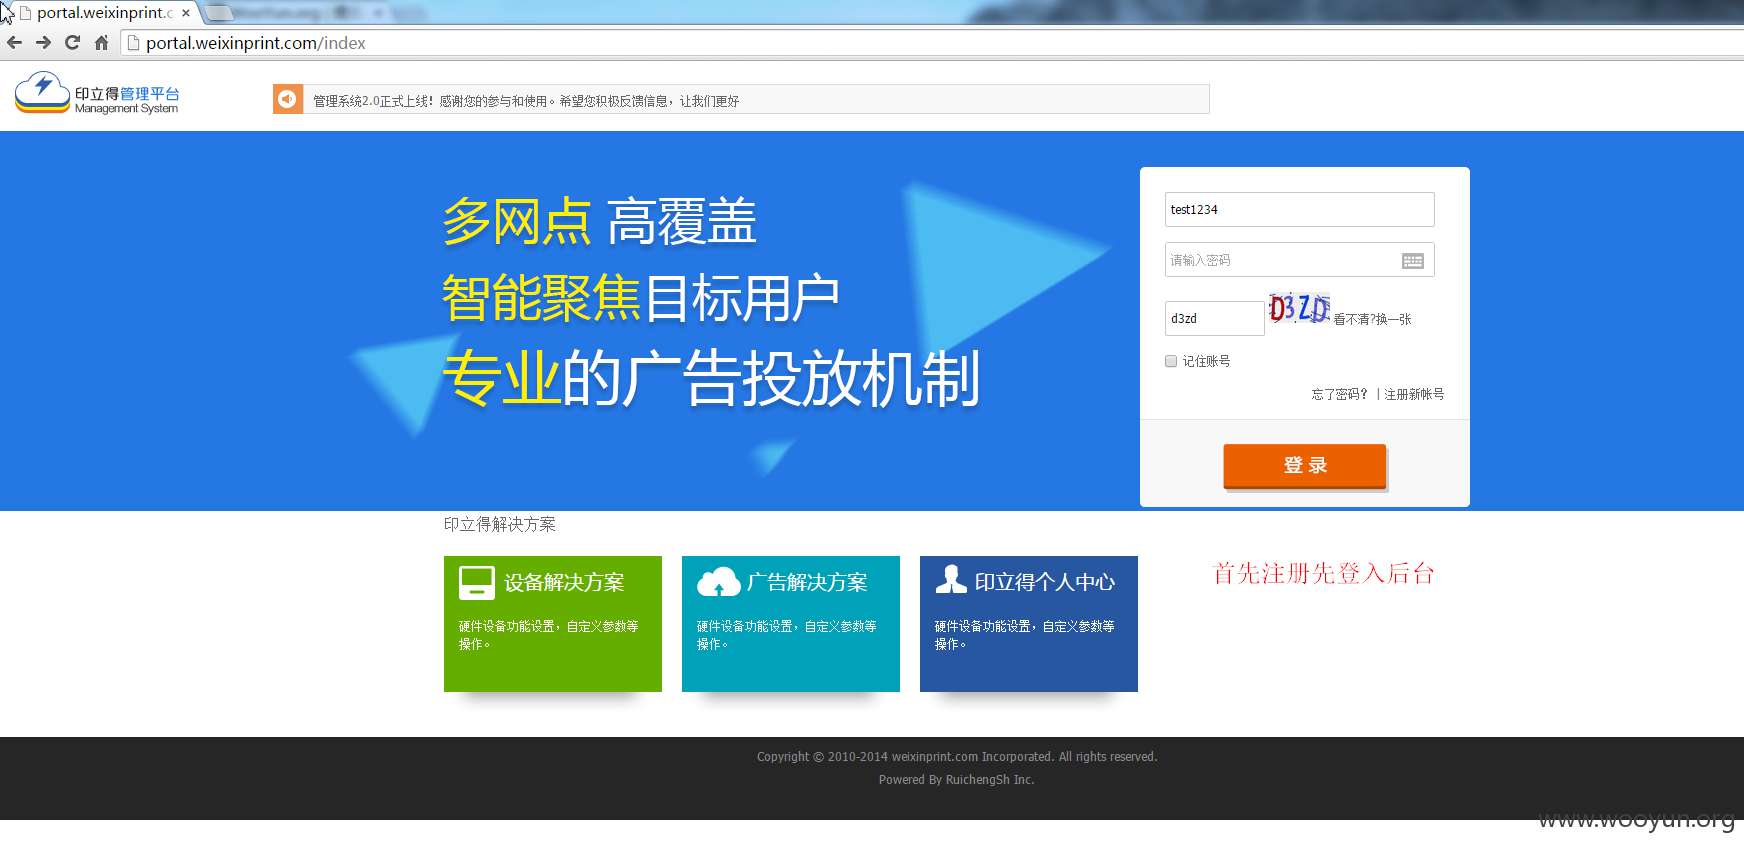 portal.weixinprint.c
portal.weixinprint.com/index
印立得管理平台
Management System
管理系统2.0正式上线！感谢您的参与和使用。希望您积极反馈信息，让我们更好
多网点 高覆盖
智能聚焦目标用户
专业的广告投放机制
test1234
请输入密码
d3zd
D3ZD
看不清?换一张
记住账号
忘了密码？ | 注册新帐号
登 录
印立得解决方案
设备解决方案
硬件设备功能设置，自定义参数等
操作。
广告解决方案
硬件设备功能设置，自定义参数等
操作。
印立得个人中心
硬件设备功能设置，自定义参数等
操作。
首先注册先登入后台
Copyright © 2010-2014 weixinprint.com Incorporated. All rights reserved.
Powered By RuichengSh Inc.
www.wooyun.org